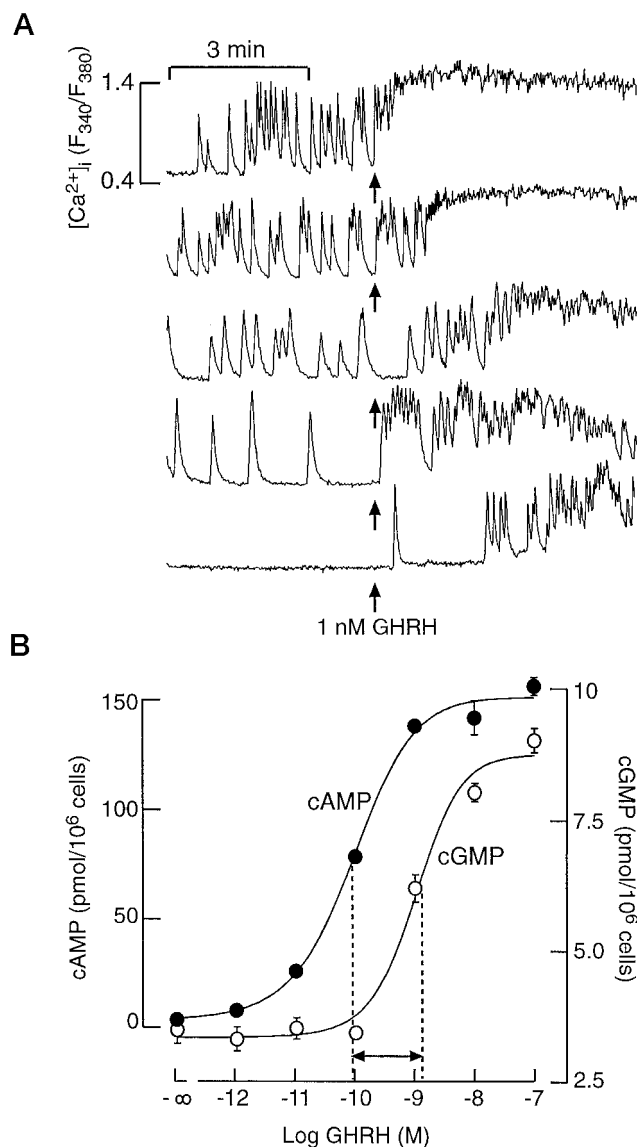 A
3 min
[Ca²⁺]ᵢ (F₃₄₀/F₃₈₀)
1.4
0.4
1 nM GHRH
B
cAMP (pmol/10⁶ cells)
150
100
50
0
cAMP
cGMP
10
7.5
5.0
2.5
cGMP (pmol/10⁶ cells)
-∞ -12 -11 -10 -9 -8 -7
Log GHRH (M)